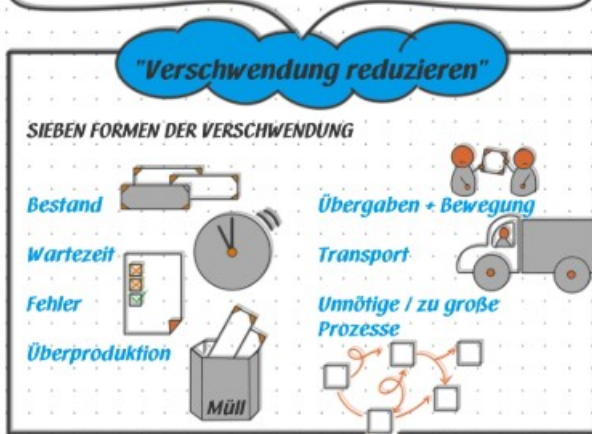 "Verschwendung reduzieren"
SIEBEN FORMEN DER VERSCHWENDUNG
Bestand
Wartezeit
Fehler
Überproduktion
Müll
Übergaben + Bewegung
Transport
Unnötige / zu große
Prozesse